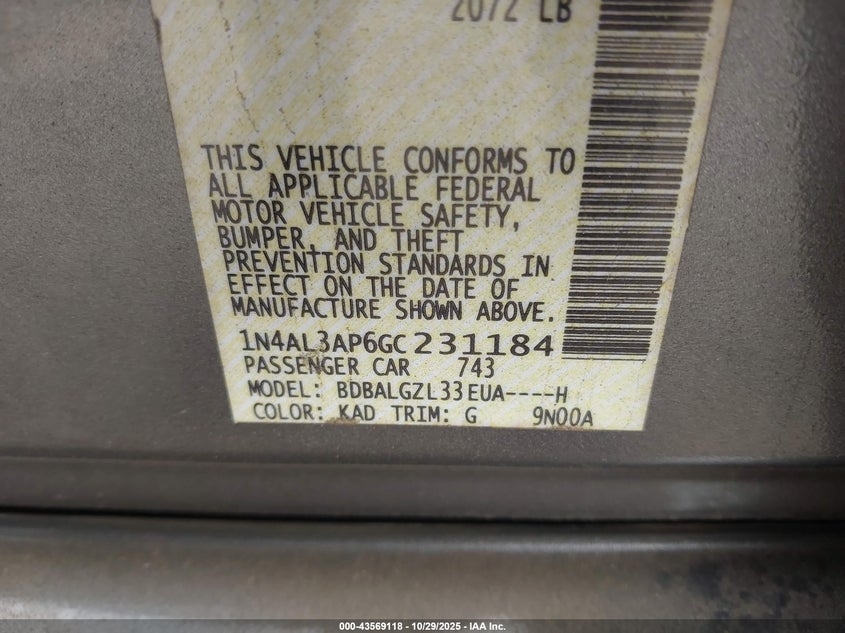 2072 LB
THIS VEHICLE CONFORMS TO
ALL APPLICABLE FEDERAL
MOTOR VEHICLE SAFETY,
BUMPER, AND THEFT
PREVENTION STANDARDS IN
EFFECT ON THE DATE OF
MANUFACTURE SHOWN ABOVE.
1N4AL3AP6GC231184
PASSENGER CAR 743
MODEL: BDBALGZL33EUA----H
COLOR: KAD TRIM: G 9N00A
000-43569118 - 10/29/2025 - IAA Inc.